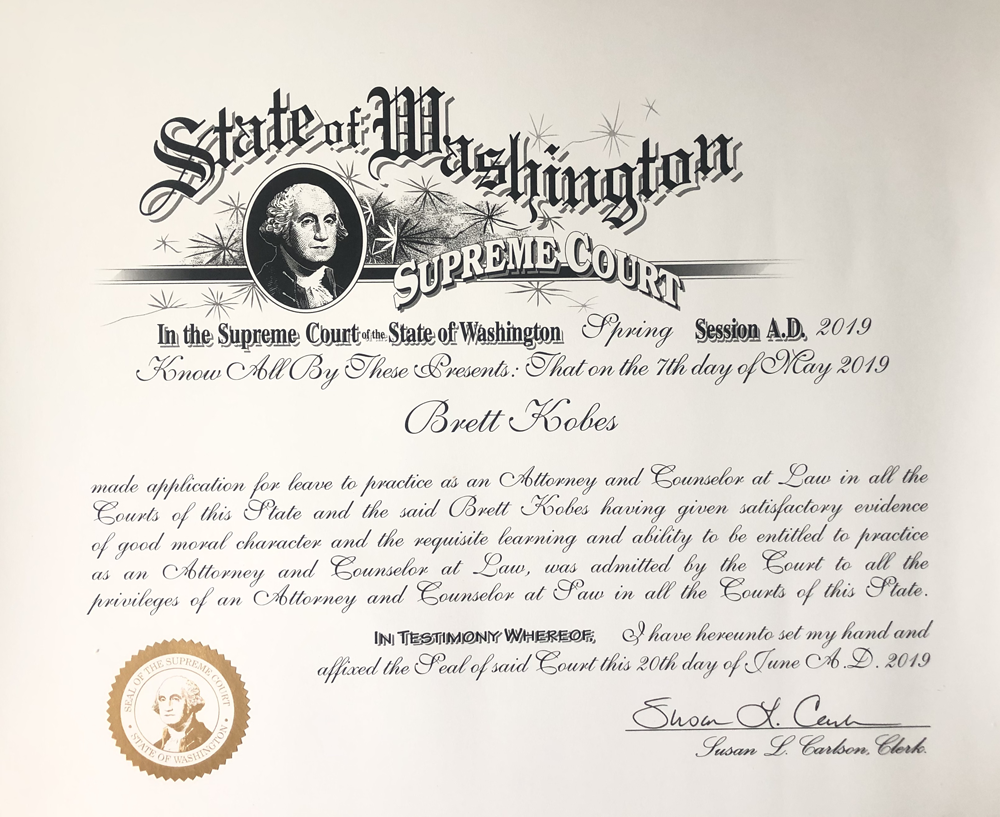 State of Washington
SUPREME COURT
In the Supreme Court of the State of Washington Spring Session A.D. 2019
Know All By These Presents: That on the 7th day of May 2019
Brett Kobes
made application for leave to practice as an Attorney and Counselor at Law in all the
Courts of this State and the said Brett Kobes having given satisfactory evidence
of good moral character and the requisite learning and ability to be entitled to practice
as an Attorney and Counselor at Law, was admitted by the Court to all the
privileges of an Attorney and Counselor at Law in all the Courts of this State.
IN TESTIMONY WHEREOF, I have hereunto set my hand and
affixed the Seal of said Court this 20th day of June A.D. 2019
SEAL OF THE SUPREME COURT
STATE OF WASHINGTON
Susan L. Carlson, Clerk.